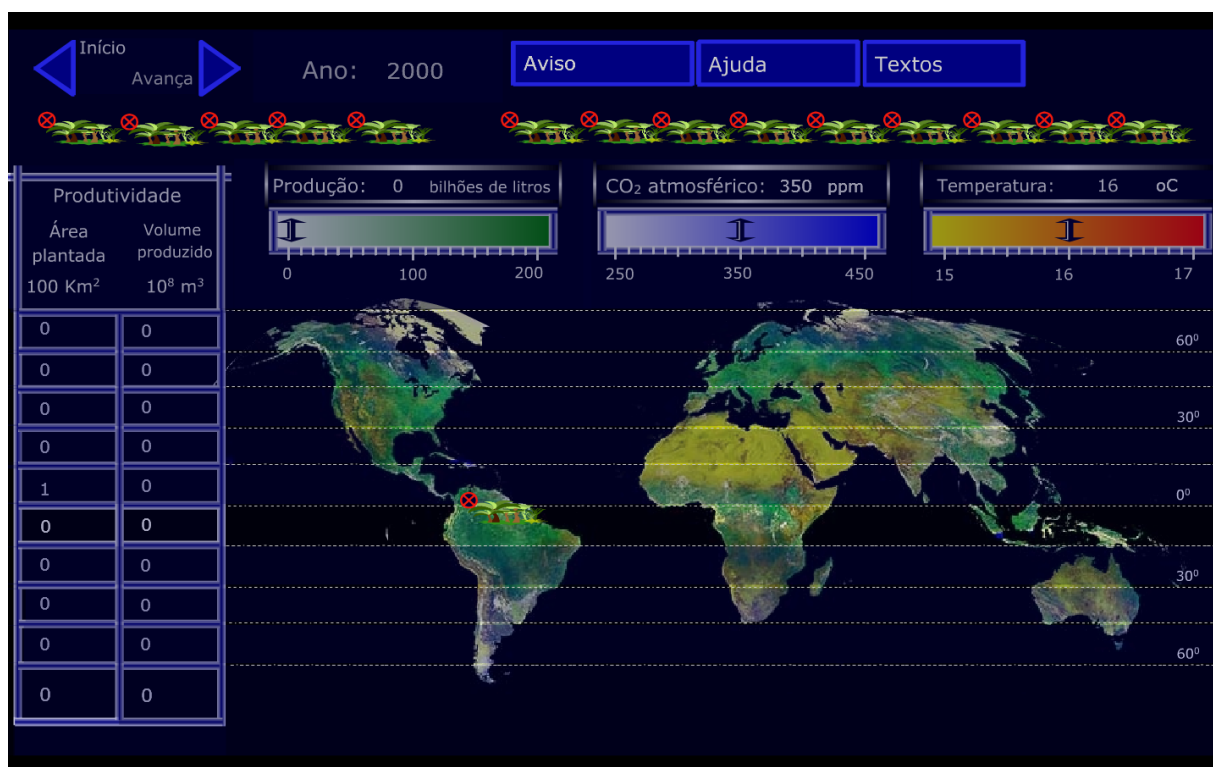 Início
Avança
Ano: 2000
Aviso
Ajuda
Textos
Produtividade
Área plantada
100 Km²
Volume produzido
10⁸ m³
Produção: 0 bilhões de litros
0 100 200
CO₂ atmosférico: 350 ppm
250 350 450
Temperatura: 16 oC
15 16 17
0 0
0 0
0 0
0 0
1 0
0 0
0 0
0 0
0 0
0 0
60⁰
30⁰
0⁰
30⁰
60⁰